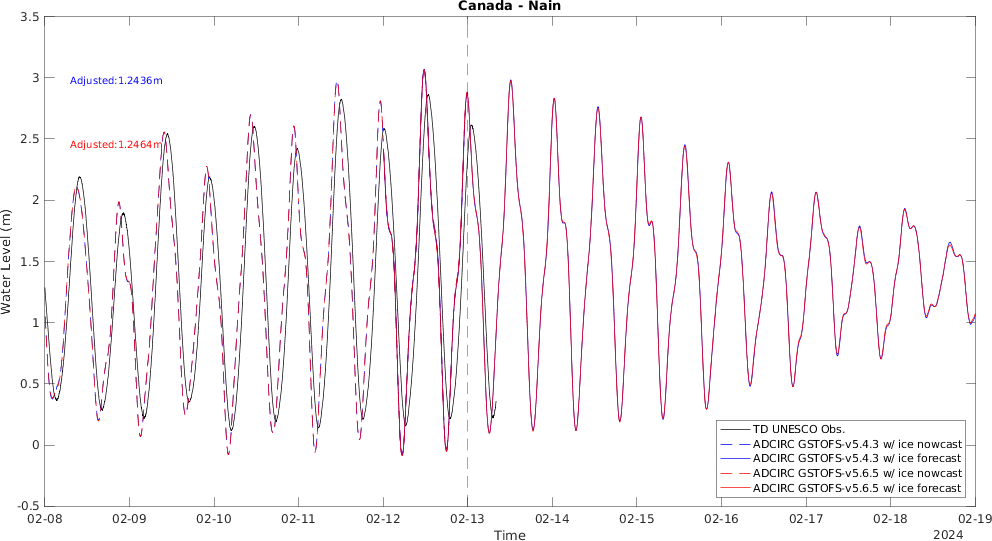 Canada - Nain
3.5
3
2.5
2
1.5
1
0.5
0
-0.5
Water Level (m)
Adjusted:1.2436m
Adjusted:1.2464m
TD UNESCO Obs.
ADCIRC GSTOFS-v5.4.3 w/ ice nowcast
ADCIRC GSTOFS-v5.4.3 w/ ice forecast
ADCIRC GSTOFS-v5.6.5 w/ ice nowcast
ADCIRC GSTOFS-v5.6.5 w/ ice forecast
02-08 02-09 02-10 02-11 02-12 02-13 02-14 02-15 02-16 02-17 02-18 02-19
Time
2024